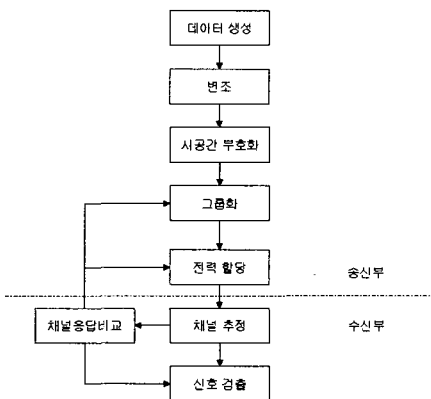 데이터 생성
변조
시공간 부호화
그룹화
전력 할당
송신부
채널응답비교
채널 추정
수신부
신호 검출